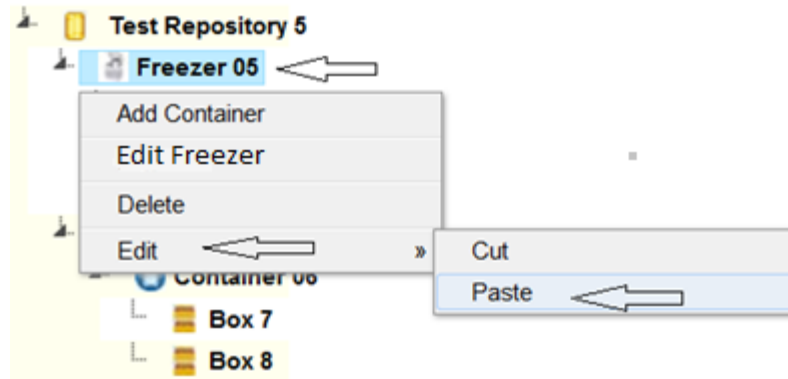 Test Repository 5
Freezer 05
Add Container
Edit Freezer
Delete
Edit » Cut
Paste
Container 06
Box 7
Box 8